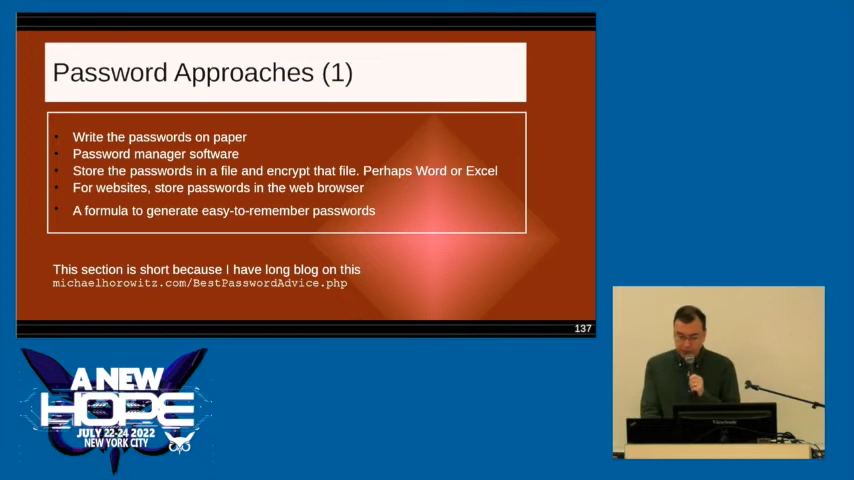 Password Approaches (1)
• Write the passwords on paper
• Password manager software
• Store the passwords in a file and encrypt that file. Perhaps Word or Excel
• For websites, store passwords in the web browser
• A formula to generate easy-to-remember passwords
This section is short because I have long blog on this
michaelhorowitz.com/BestPasswordAdvice.php
137
A NEW
HOPE
JULY 22-24 2022
NEW YORK CITY
ViewSonic